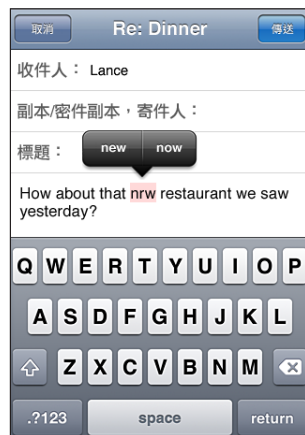 取消 Re: Dinner 傳送
收件人： Lance
副本/密件副本，寄件人：
標題：
new now
How about that nrw restaurant we saw
yesterday?
Q W E R T Y U I O P
A S D F G H J K L
Z X C V B N M
.?123 space return